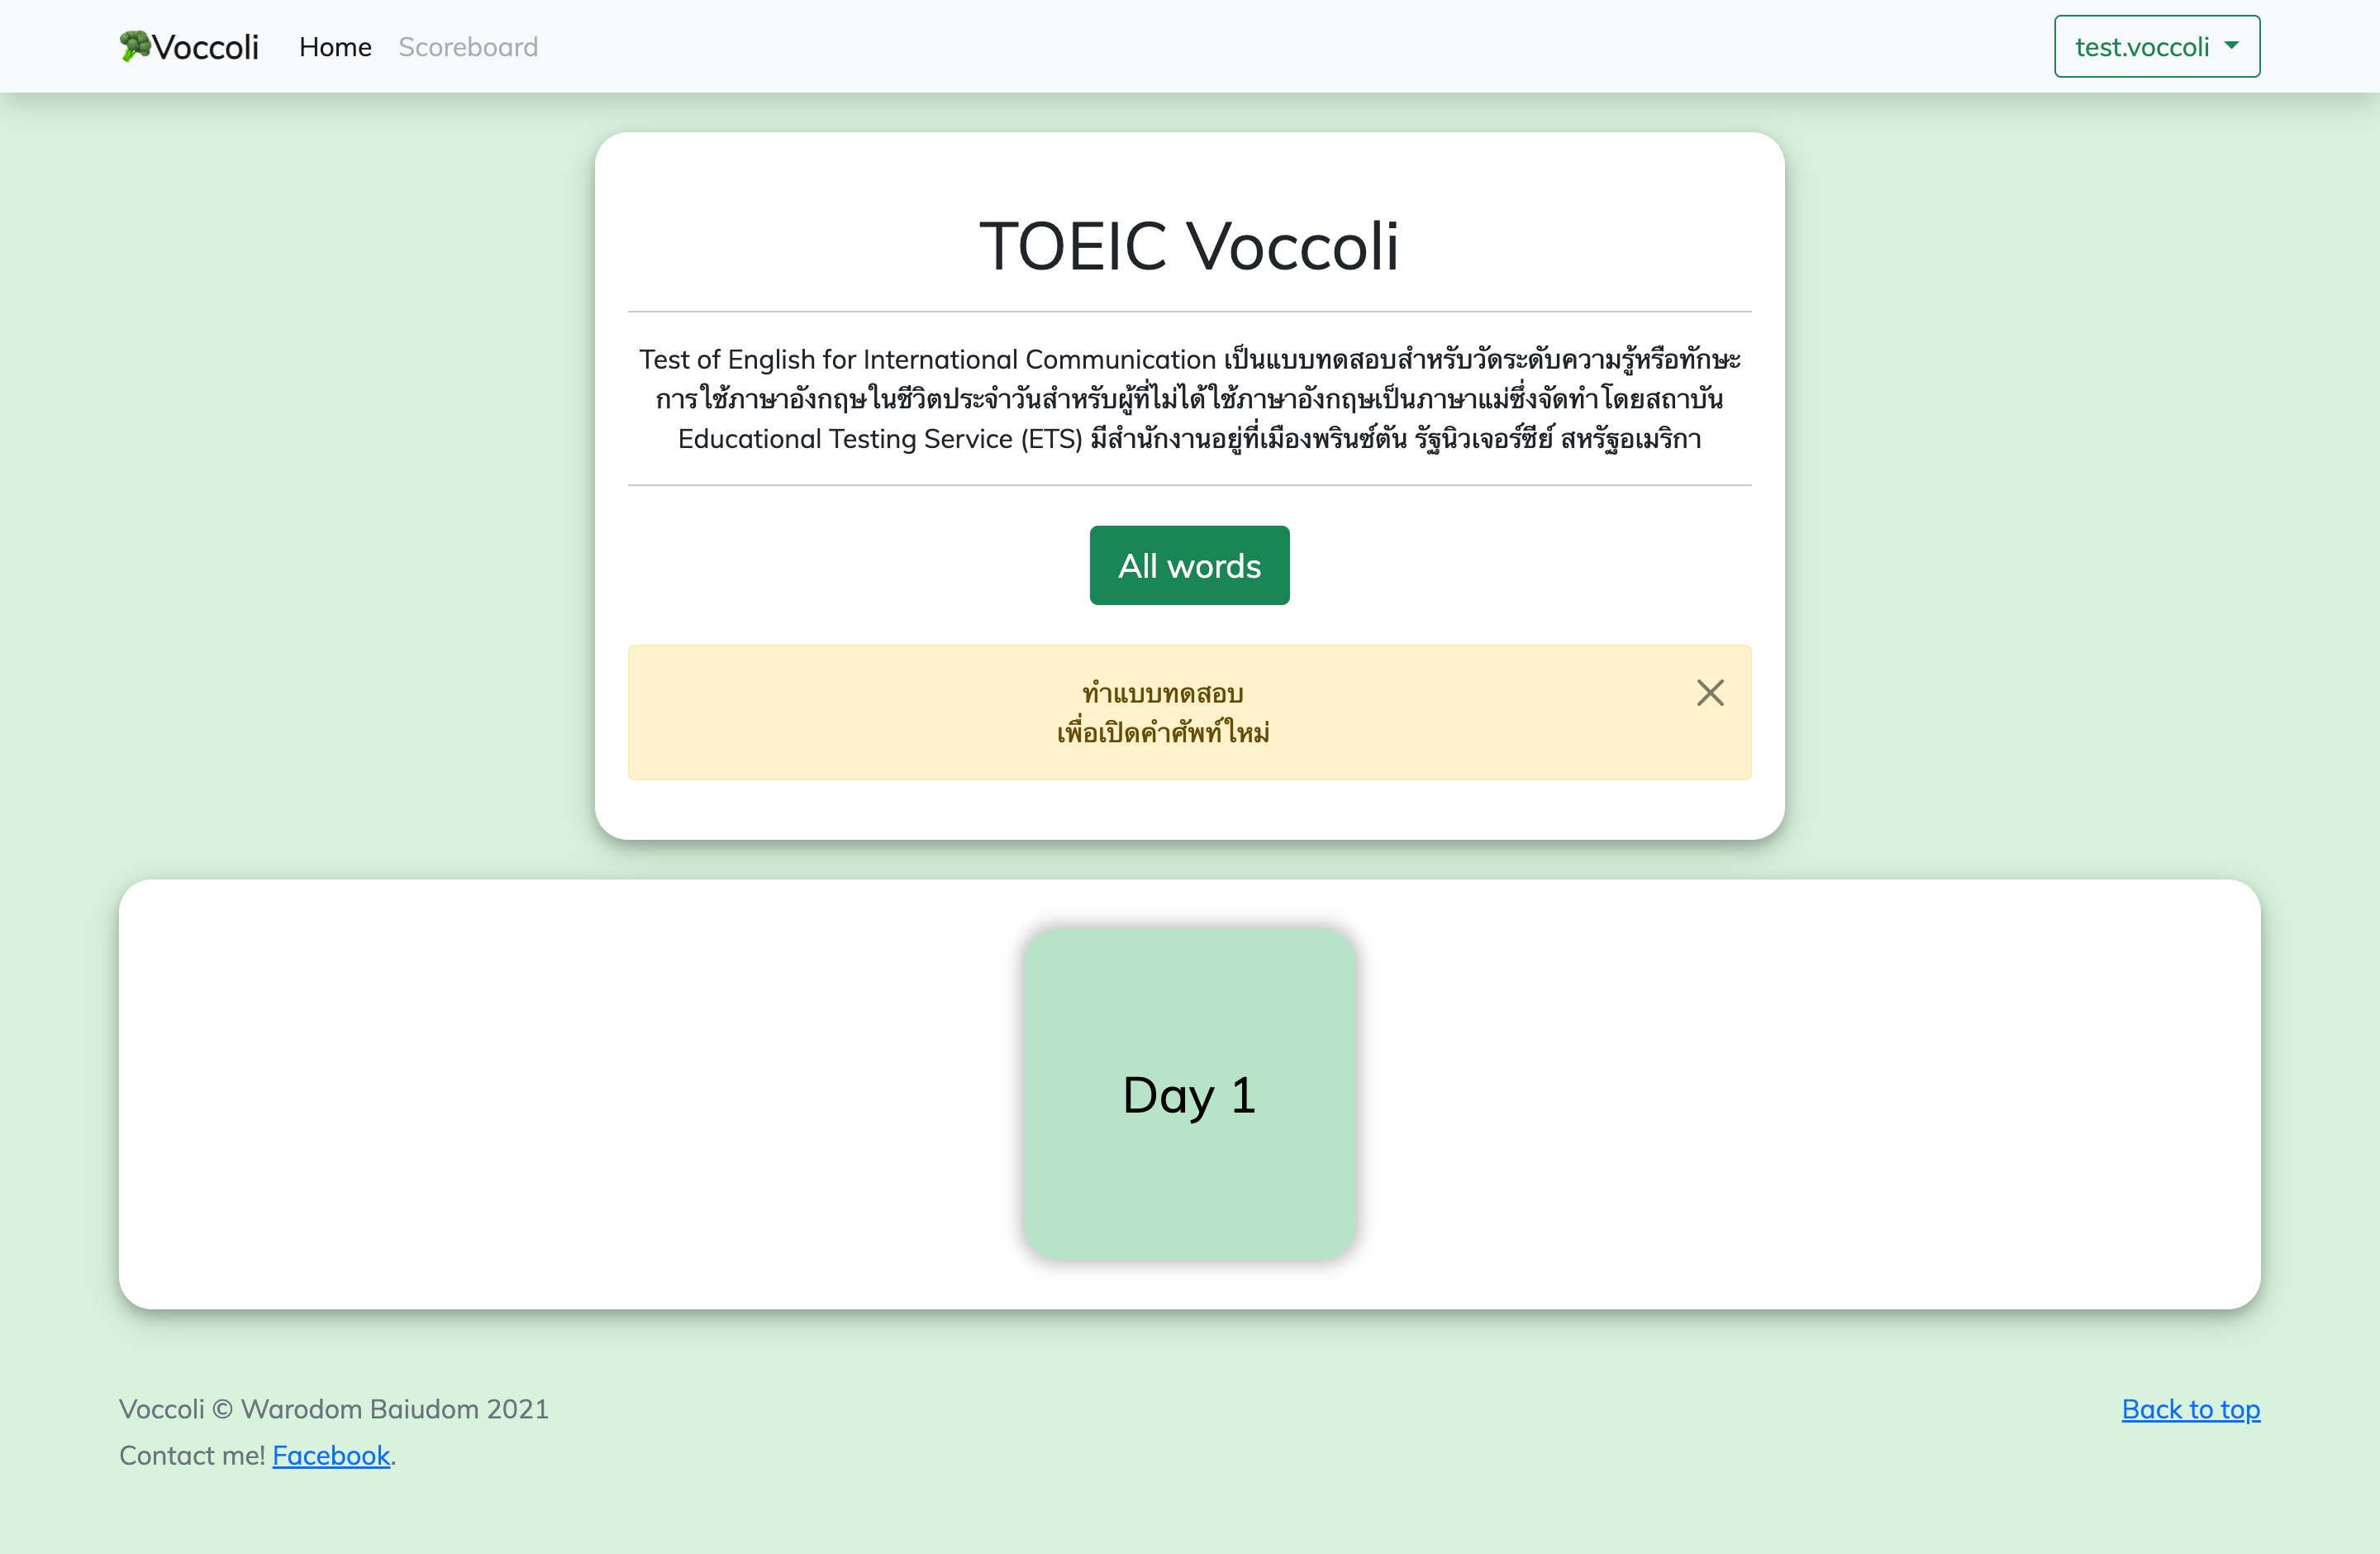 Voccoli
Home
Scoreboard
test.voccoli
TOEIC Voccoli
Test of English for International Communication เป็นแบบทดสอบสำหรับวัดระดับความรู้หรือทักษะ
การใช้ภาษาอังกฤษในชีวิตประจำวันสำหรับผู้ที่ไม่ได้ใช้ภาษาอังกฤษเป็นภาษาแม่ซึ่งจัดทำโดยสถาบัน
Educational Testing Service (ETS) มีสำนักงานอยู่ที่เมืองพรินซ์ตัน รัฐนิวเจอร์ซีย์ สหรัฐอเมริกา
All words
ทำแบบทดสอบ
เพื่อเปิดคำศัพท์ใหม่
Day 1
Voccoli © Warodom Baiudom 2021
Back to top
Contact me! Facebook.